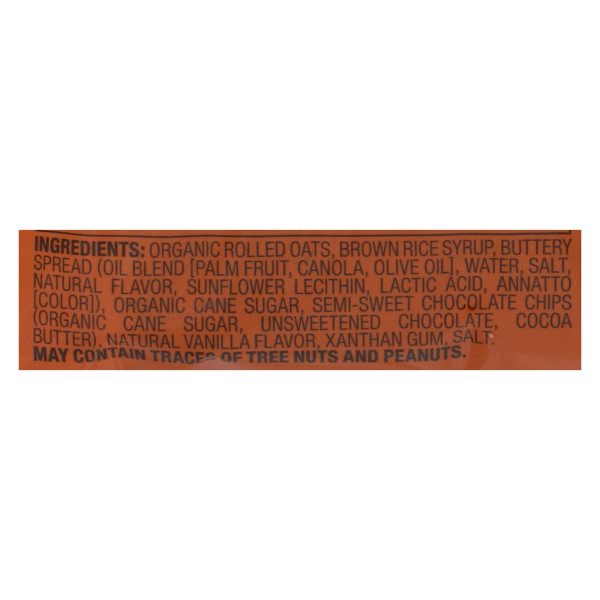 INGREDIENTS: ORGANIC ROLLED OATS, BROWN RICE SYRUP, BUTTERY
SPREAD (OIL BLEND [PALM FRUIT, CANOLA, OLIVE OIL], WATER, SALT,
NATURAL FLAVOR, SUNFLOWER LECITHIN, LACTIC ACID, ANNATTO
[COLOR]), ORGANIC CANE SUGAR, SEMI-SWEET CHOCOLATE CHIPS
(ORGANIC CANE SUGAR, UNSWEETENED CHOCOLATE, COCOA
BUTTER), NATURAL VANILLA FLAVOR, XANTHAN GUM, SALT.
MAY CONTAIN TRACES OF TREE NUTS AND PEANUTS.